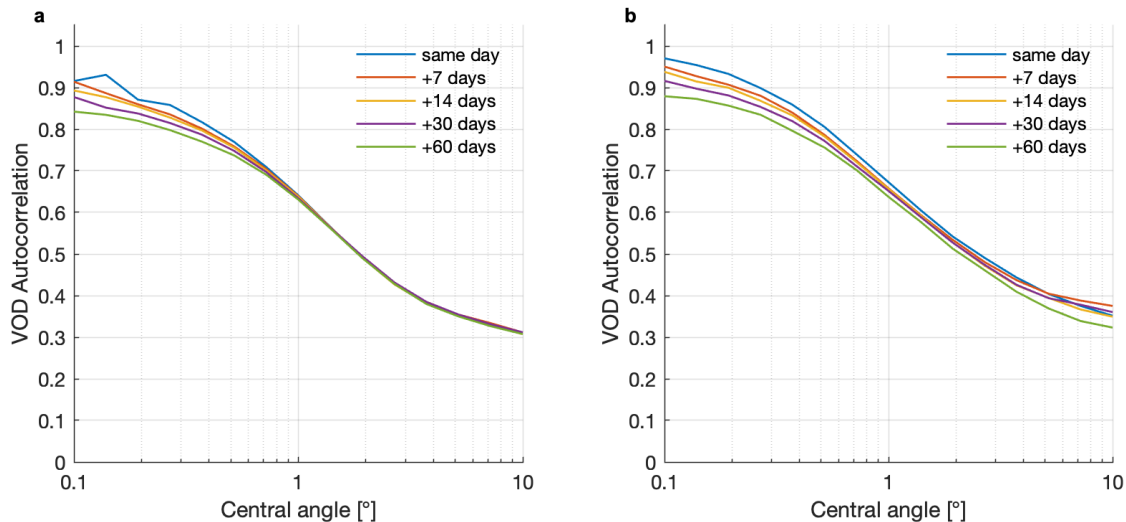 a
1
0.9
0.8
0.7
0.6
0.5
0.4
0.3
0.2
0.1
0
VOD Autocorrelation
0.1
1
10
Central angle [°]
same day
+7 days
+14 days
+30 days
+60 days
b
1
0.9
0.8
0.7
0.6
0.5
0.4
0.3
0.2
0.1
0
VOD Autocorrelation
0.1
1
10
Central angle [°]
same day
+7 days
+14 days
+30 days
+60 days